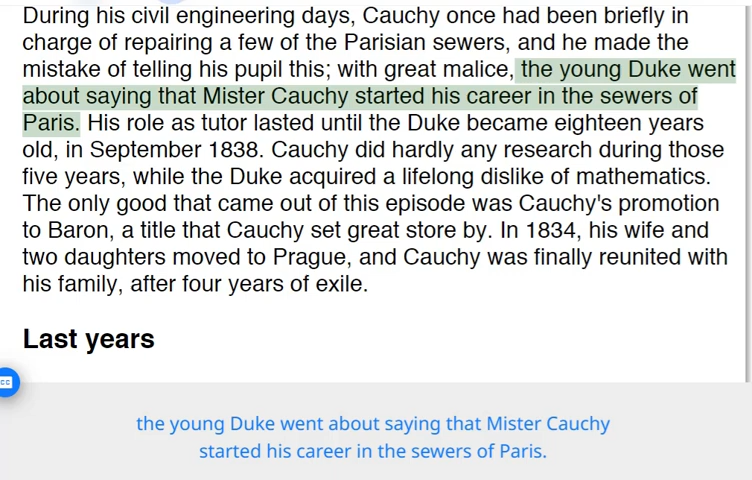 During his civil engineering days, Cauchy once had been briefly in
charge of repairing a few of the Parisian sewers, and he made the
mistake of telling his pupil this; with great malice, the young Duke went
about saying that Mister Cauchy started his career in the sewers of
Paris. His role as tutor lasted until the Duke became eighteen years
old, in September 1838. Cauchy did hardly any research during those
five years, while the Duke acquired a lifelong dislike of mathematics.
The only good that came out of this episode was Cauchy's promotion
to Baron, a title that Cauchy set great store by. In 1834, his wife and
two daughters moved to Prague, and Cauchy was finally reunited with
his family, after four years of exile.
Last years
cc
the young Duke went about saying that Mister Cauchy
started his career in the sewers of Paris.